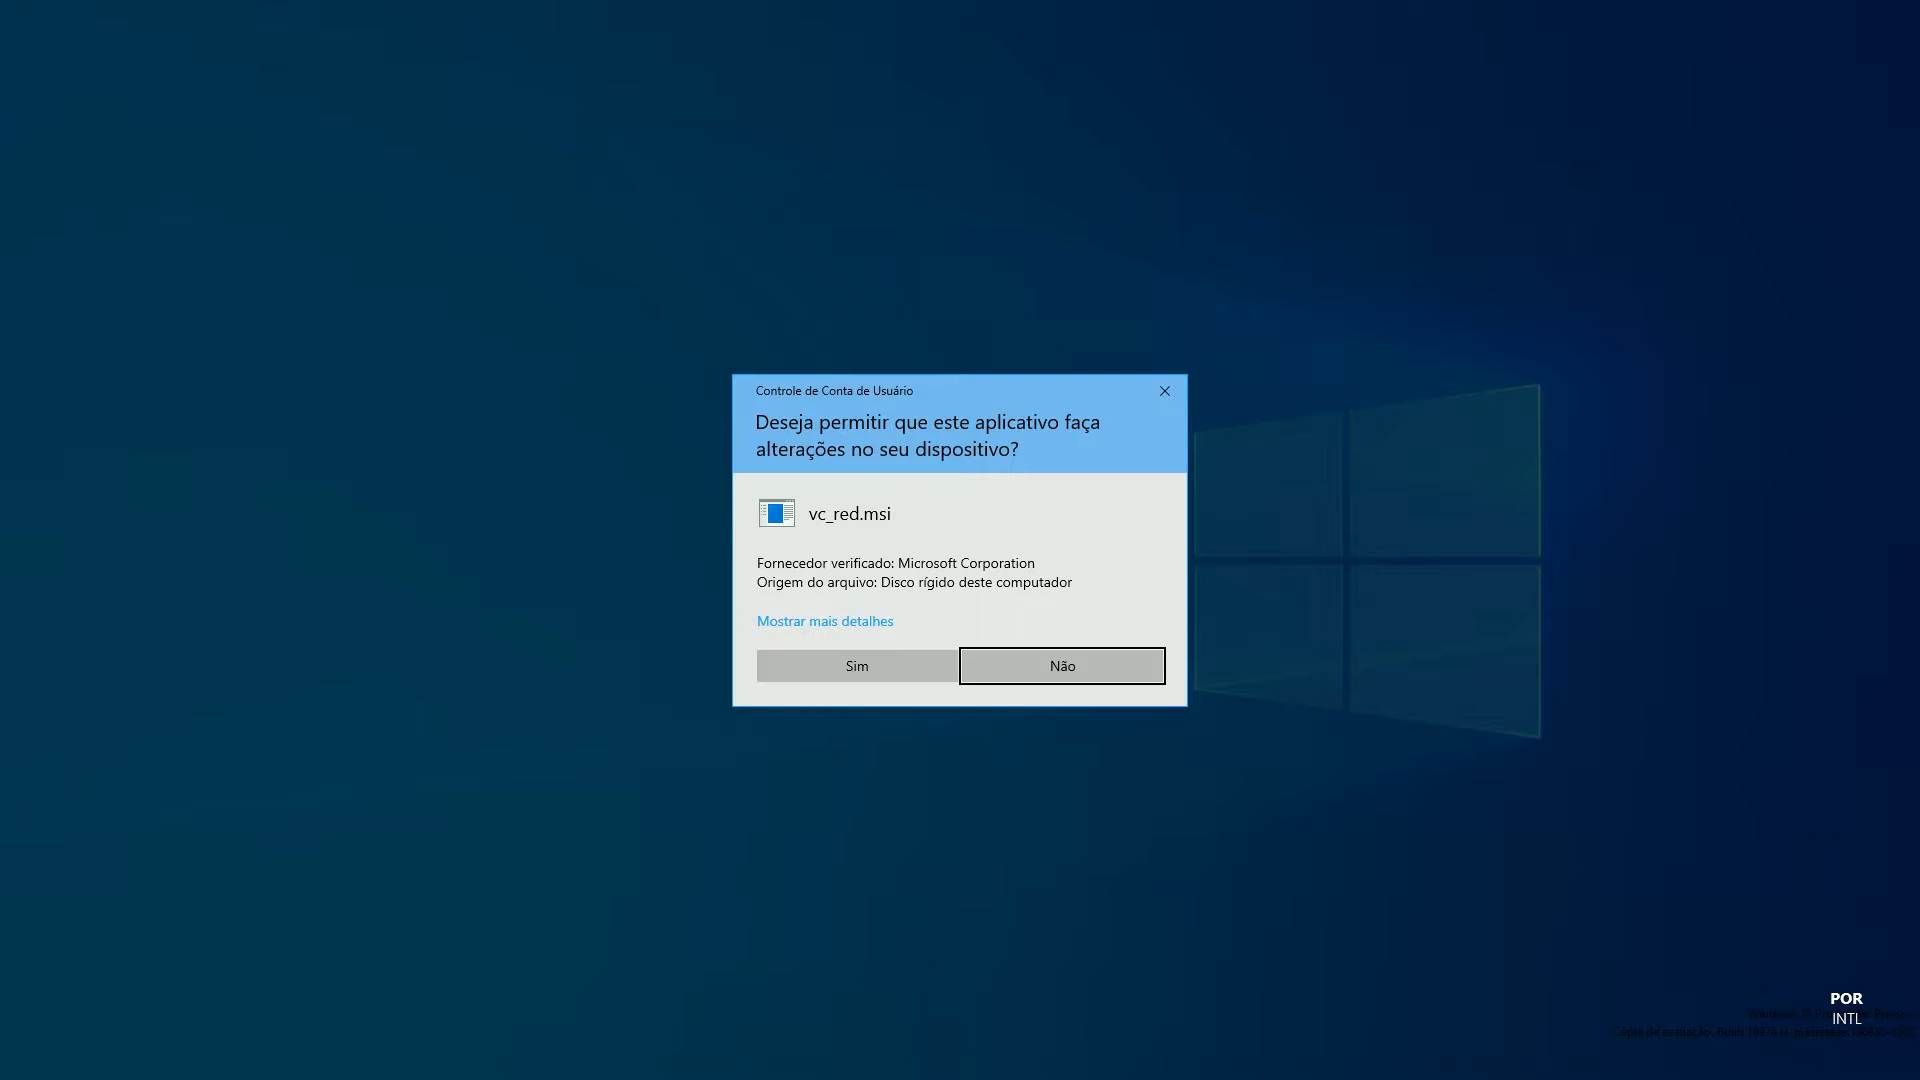 Controle de Conta de Usuário
Deseja permitir que este aplicativo faça
alterações no seu dispositivo?
vc_red.msi
Fornecedor verificado: Microsoft Corporation
Origem do arquivo: Disco rígido deste computador
Mostrar mais detalhes
Sim
Não
POR
INTL